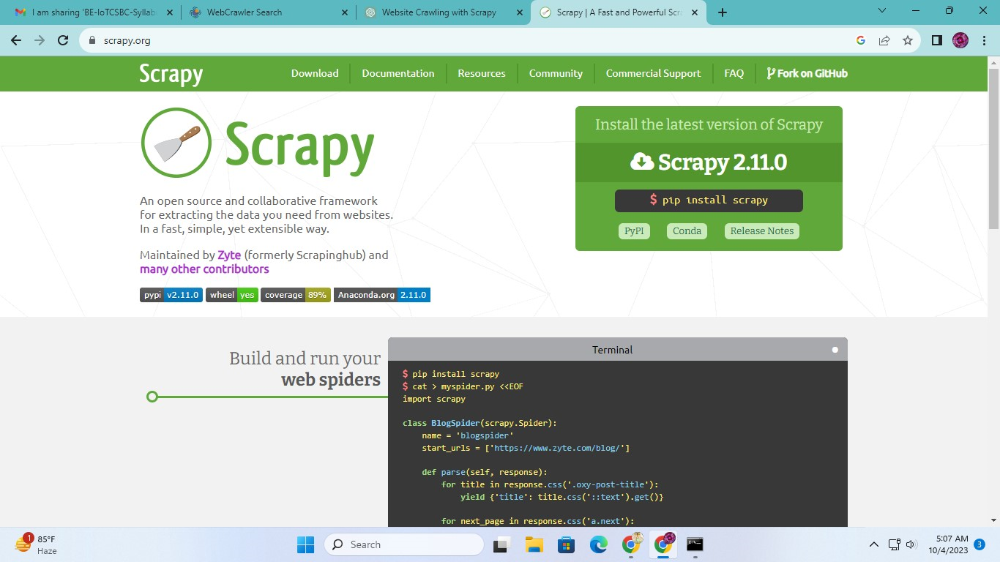 I am sharing 'BE-IoTCSBC-Syllab
WebCrawler Search
Website Crawling with Scrapy
Scrapy | A Fast and Powerful Scra
scrapy.org
Scrapy
Download
Documentation
Resources
Community
Commercial Support
FAQ
Fork on GitHub
Scrapy
An open source and collaborative framework
for extracting the data you need from websites.
In a fast, simple, yet extensible way.
Maintained by Zyte (formerly Scrapinghub) and
many other contributors
pypi v2.11.0 wheel yes coverage 89% Anaconda.org 2.11.0
Install the latest version of Scrapy
Scrapy 2.11.0
$ pip install scrapy
PyPI Conda Release Notes
Build and run your
web spiders
Terminal
$ pip install scrapy
$ cat > myspider.py <<EOF
import scrapy
class BlogSpider(scrapy.Spider):
name = 'blogspider'
start_urls = ['https://www.zyte.com/blog/']
def parse(self, response):
for title in response.css('.oxy-post-title'):
yield {'title': title.css('::text').get()}
for next_page in response.css('a.next'):
1
85°F
Haze
Search
5:07 AM
10/4/2023
3